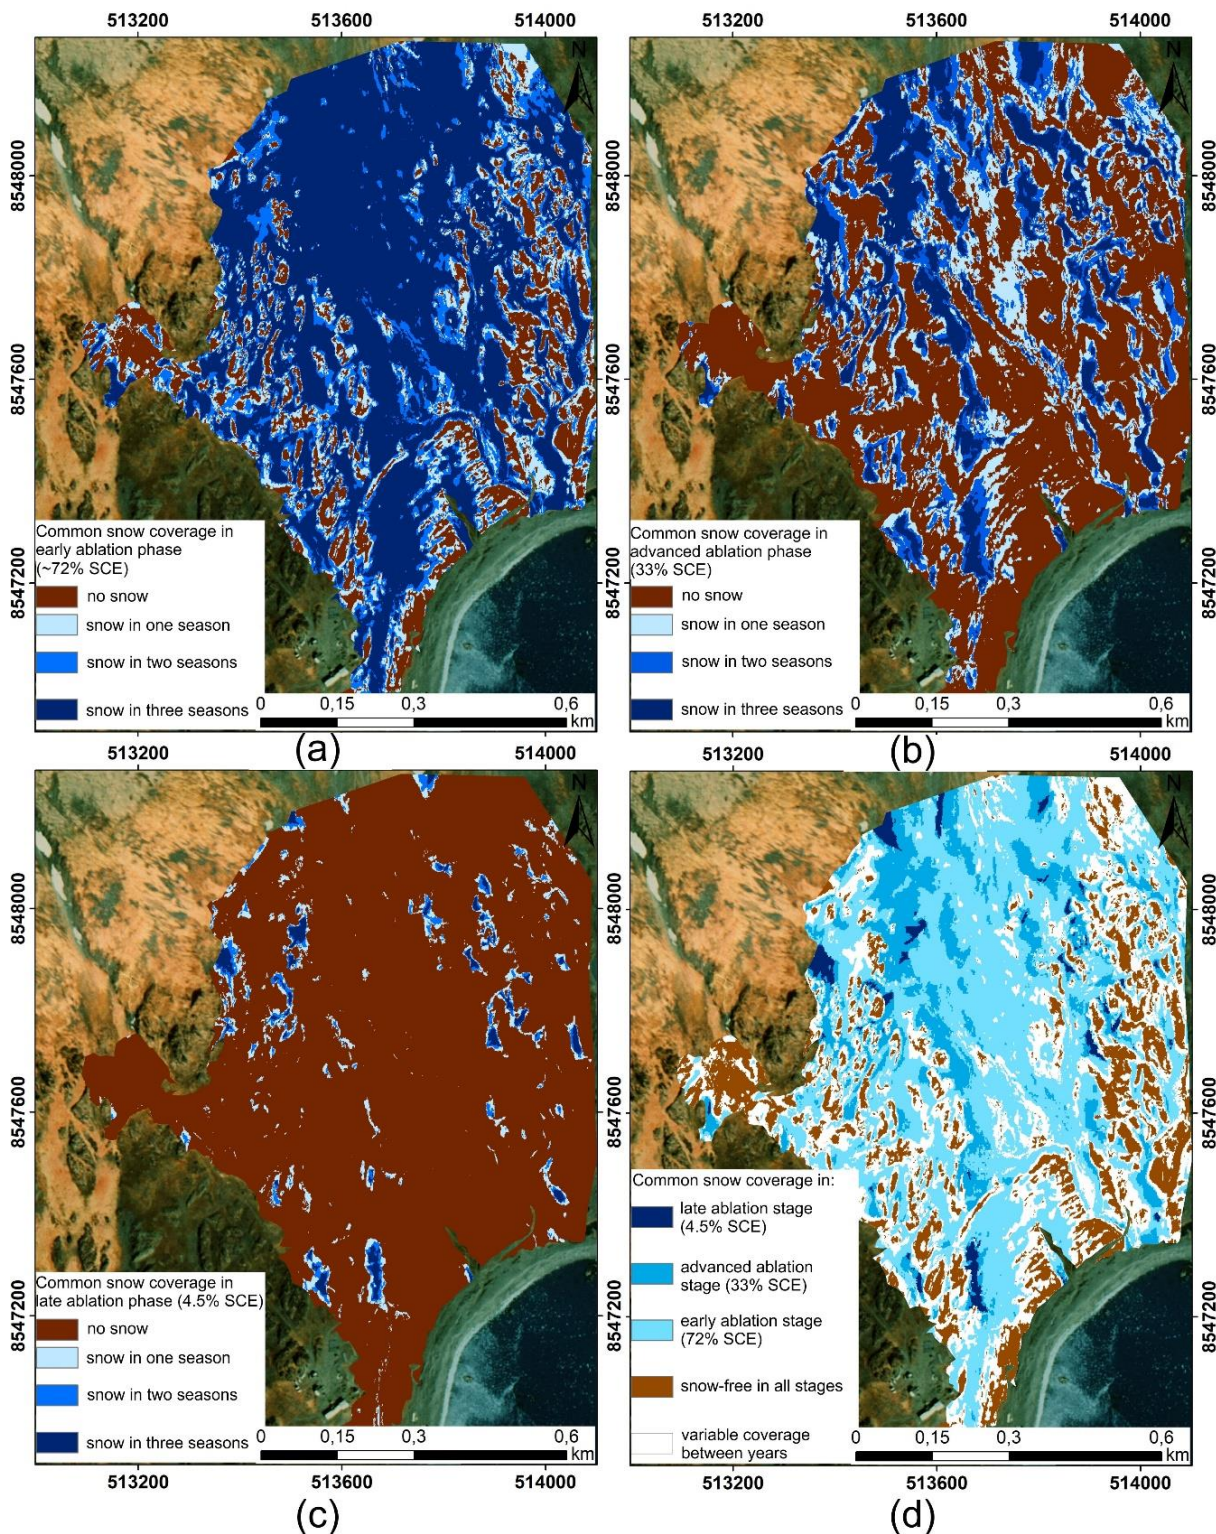 513200
513600
514000
513200
513600
514000
8548000
8547600
8547200
N
Common snow coverage in
early ablation phase
(~72% SCE)
no snow
snow in one season
snow in two seasons
snow in three seasons
0 0,15 0,3 0,6
km
(a)
8548000
8547600
8547200
N
Common snow coverage in
advanced ablation phase
(33% SCE)
no snow
snow in one season
snow in two seasons
snow in three seasons
0 0,15 0,3 0,6
km
(b)
513200
513600
514000
513200
513600
514000
8548000
8547600
8547200
N
Common snow coverage in
late ablation phase (4.5% SCE)
no snow
snow in one season
snow in two seasons
snow in three seasons
0 0,15 0,3 0,6
km
513200
513600
514000
(c)
8548000
8547600
8547200
N
Common snow coverage in:
late ablation stage
(4.5% SCE)
advanced ablation
stage (33% SCE)
early ablation stage
(72% SCE)
snow-free in all stages
variable coverage
between years
0 0,15 0,3 0,6
km
513200
513600
514000
(d)